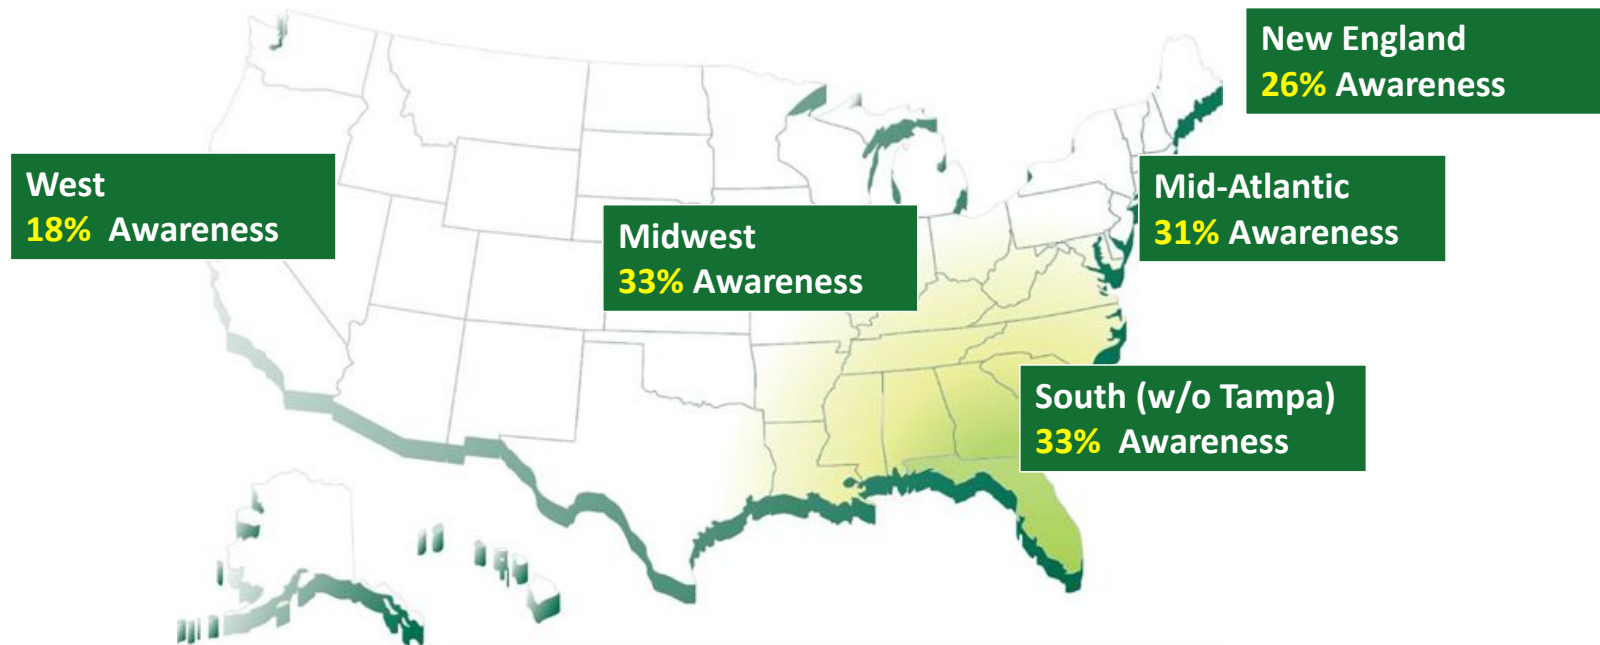 New England
26% Awareness
West
18% Awareness
Mid-Atlantic
31% Awareness
Midwest
33% Awareness
South (w/o Tampa)
33% Awareness